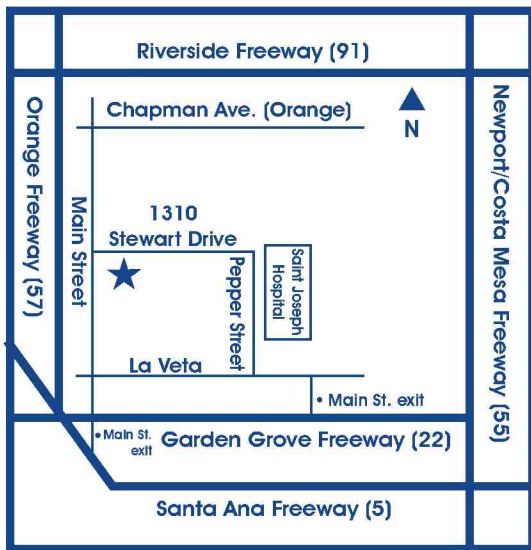 Riverside Freeway (91)
Chapman Ave. (Orange)
N
Orange Freeway (57)
Main Street
1310
Stewart Drive
Pepper Street
Saint Joseph
Hospital
Newport/Costa Mesa Freeway (55)
La Veta
• Main St. exit
• Main St.
exit
Garden Grove Freeway (22)
Santa Ana Freeway (5)